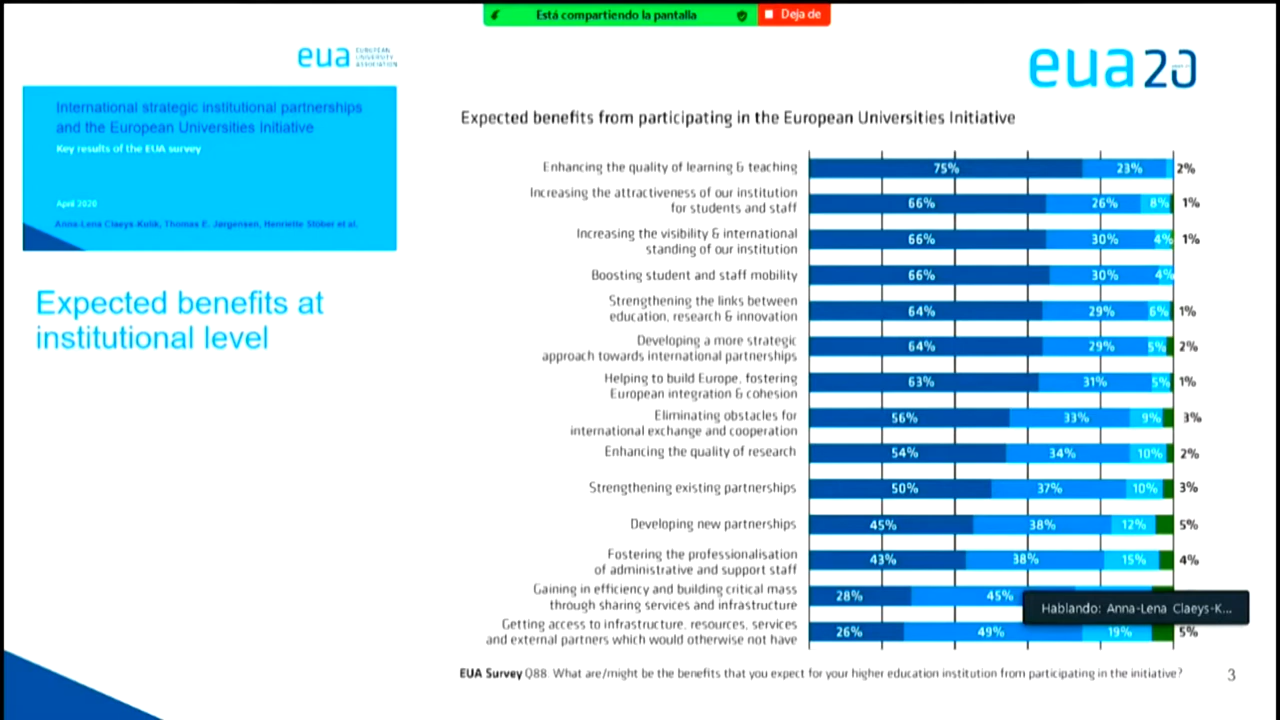 Está compartiendo la pantalla
Deja de
eua
EUROPEAN
UNIVERSITY
ASSOCIATION
eua20
International strategic institutional partnerships
and the European Universities Initiative
Key results of the EUA survey
April 2020
Anna-Lena Claeys-Kulik, Thomas E. Jørgensen, Henriette Stöber et al.
Expected benefits at
institutional level
Expected benefits from participating in the European Universities Initiative
Enhancing the quality of learning & teaching
75% 23% 2%
Increasing the attractiveness of our institution
for students and staff
66% 26% 8% 1%
Increasing the visibility & international
standing of our institution
66% 30% 4% 1%
Boosting student and staff mobility
66% 30% 4%
Strengthening the links between
education, research & innovation
64% 29% 6% 1%
Developing a more strategic
approach towards international partnerships
64% 29% 5% 2%
Helping to build Europe, fostering
European integration & cohesion
63% 31% 5% 1%
Eliminating obstacles for
international exchange and cooperation
56% 33% 9% 3%
Enhancing the quality of research
54% 34% 10% 2%
Strengthening existing partnerships
50% 37% 10% 3%
Developing new partnerships
45% 38% 12% 5%
Fostering the professionalisation
of administrative and support staff
43% 38% 15% 4%
Gaining in efficiency and building critical mass
through sharing services and infrastructure
28% 45%
Hablando: Anna-Lena Claeys-K...
Getting access to infrastructure, resources, services
and external partners which would otherwise not have
26% 49% 19% 5%
EUA Survey Q88. What are/might be the benefits that you expect for your higher education institution from participating in the initiative?
3